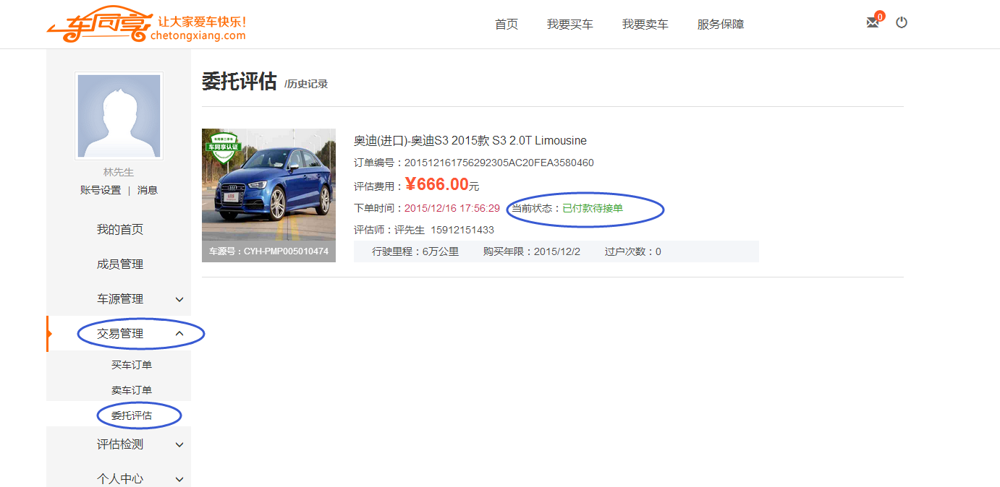 车同享 让大家爱车快乐！
chetongxiang.com
首页 我要买车 我要卖车 服务保障
0
林先生
账号设置 | 消息
我的首页
成员管理
车源管理
交易管理
买车订单
卖车订单
委托评估
评估检测
个人中心
委托评估 /历史记录
车同享二手车
车同享认证
车源号：CYH-PMP005010474
奥迪(进口)-奥迪S3 2015款 S3 2.0T Limousine
订单编号：201512161756292305AC20FEA3580460
评估费用：¥666.00元
下单时间：2015/12/16 17:56:29 当前状态：已付款待接单
评估师：评先生 15912151433
行驶里程：6万公里 购买年限：2015/12/2 过户次数：0